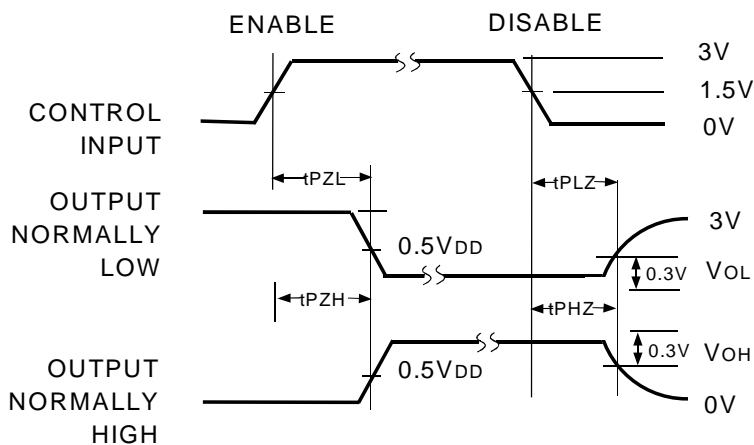 ENABLE
DISABLE
3V
1.5V
0V
CONTROL
INPUT
tPZL
tPLZ
OUTPUT
NORMALLY
LOW
3V
0.5VDD
0.3V
VOL
tPZH
tPHZ
0.3V
VOH
0.5VDD
OUTPUT
NORMALLY
HIGH
0V